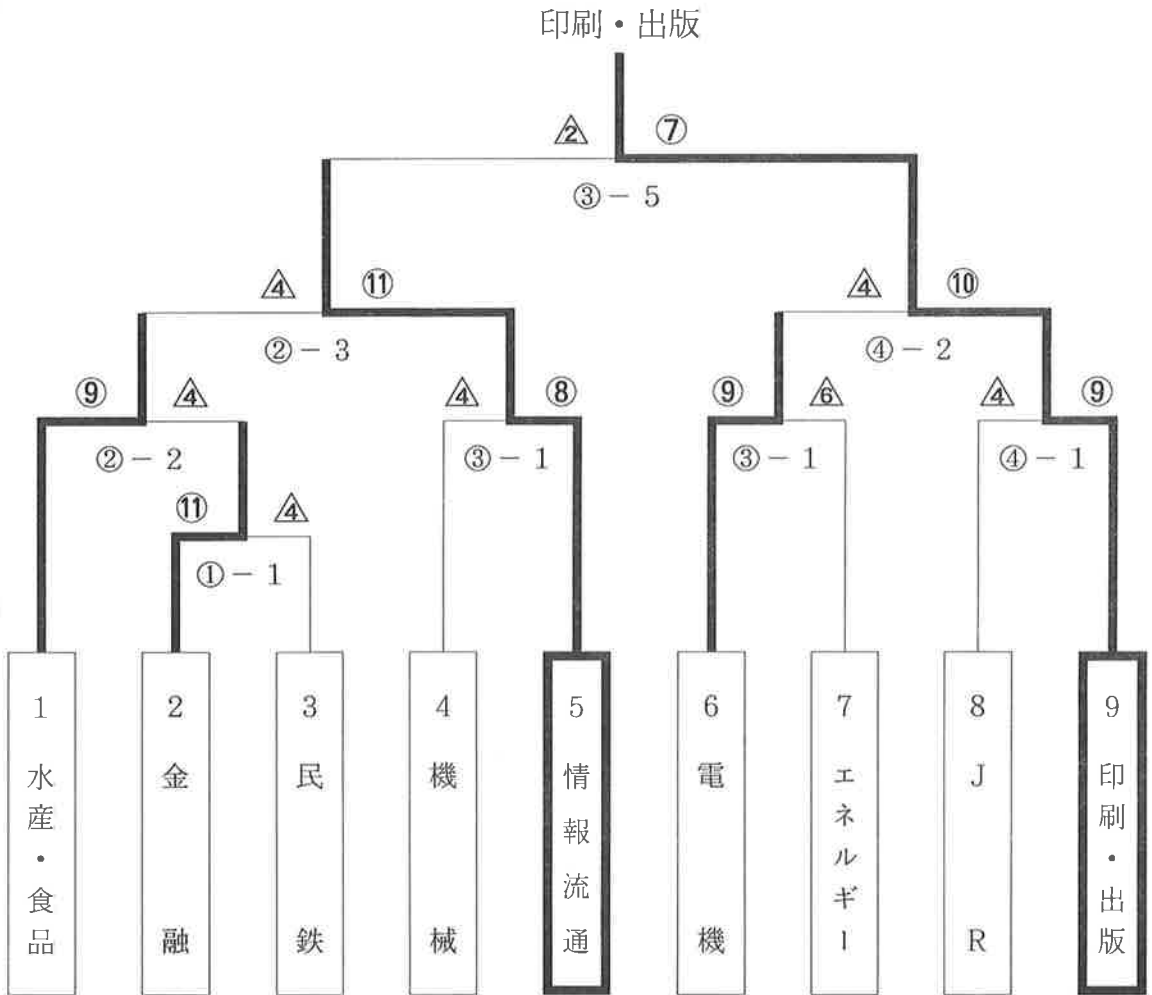 印刷・出版
2 ⑦
③－5
4 ⑪ 4 ⑩
②－3 ④－2
⑨ 4 4 ⑧ ⑨ 6 4 ⑨
②－2 ③－1 ③－1 ④－1
⑪ 4
①－1
1 水産・食品
2 金融
3 民鉄
4 機械
5 情報流通
6 電機
7 エネルギー
8 JR
9 印刷・出版